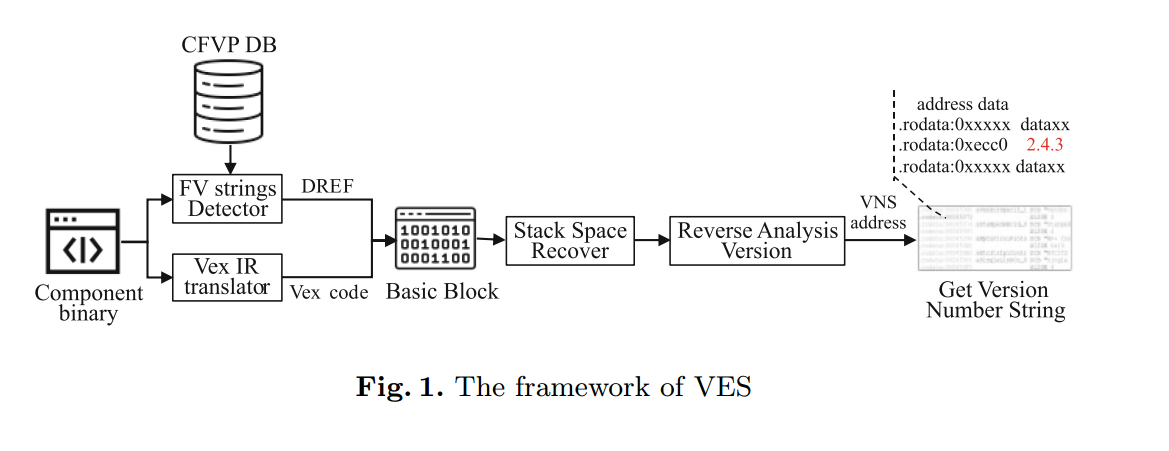 CFVP DB
address data
.rodata:0xxxxx dataxx
.rodata:0xecc0 2.4.3
.rodata:0xxxxx dataxx
FV strings
Detector
DREF
VNS
address
1001010
0010001
0001100
Stack Space
Recover
Reverse Analysis
Version
Component
binary
Vex IR
translator
Vex code
Basic Block
Get Version
Number String
Fig. 1. The framework of VES